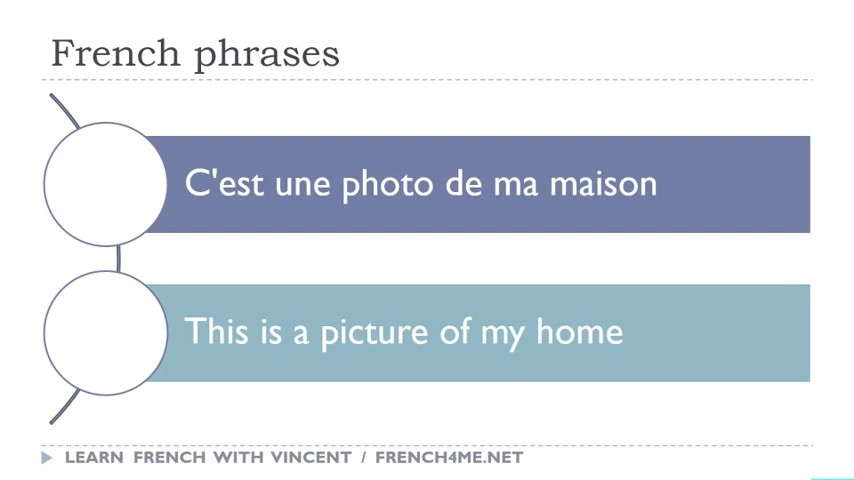 French phrases
C'est une photo de ma maison
This is a picture of my home
LEARN FRENCH WITH VINCENT / FRENCH4ME.NET